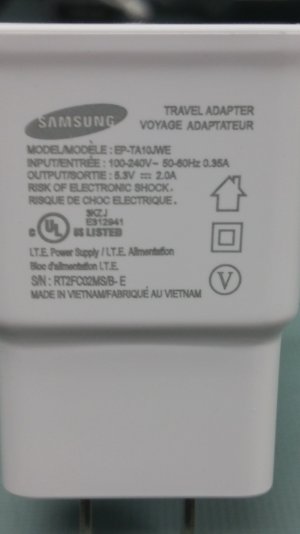 SAMSUNG
TRAVEL ADAPTER
VOYAGE ADAPTATEUR
MODEL/MODÈLE : EP-TA10JWE
INPUT/ENTRÉE : 100-240V~ 50-60Hz 0.35A
OUTPUT/SORTIE : 5.3V ⎓ 2.0A
RISK OF ELECTRONIC SHOCK.
RISQUE DE CHOC ELECTRIQUE.
3KZJ
E312941
C UL US LISTED
I.T.E. Power Supply / I.T.E. Alimentation
Bloc d'alimentation I.T.E.
S/N : RT2FC02MS/B- E
MADE IN VIETNAM/FABRIQUÉ AU VIETNAM
V